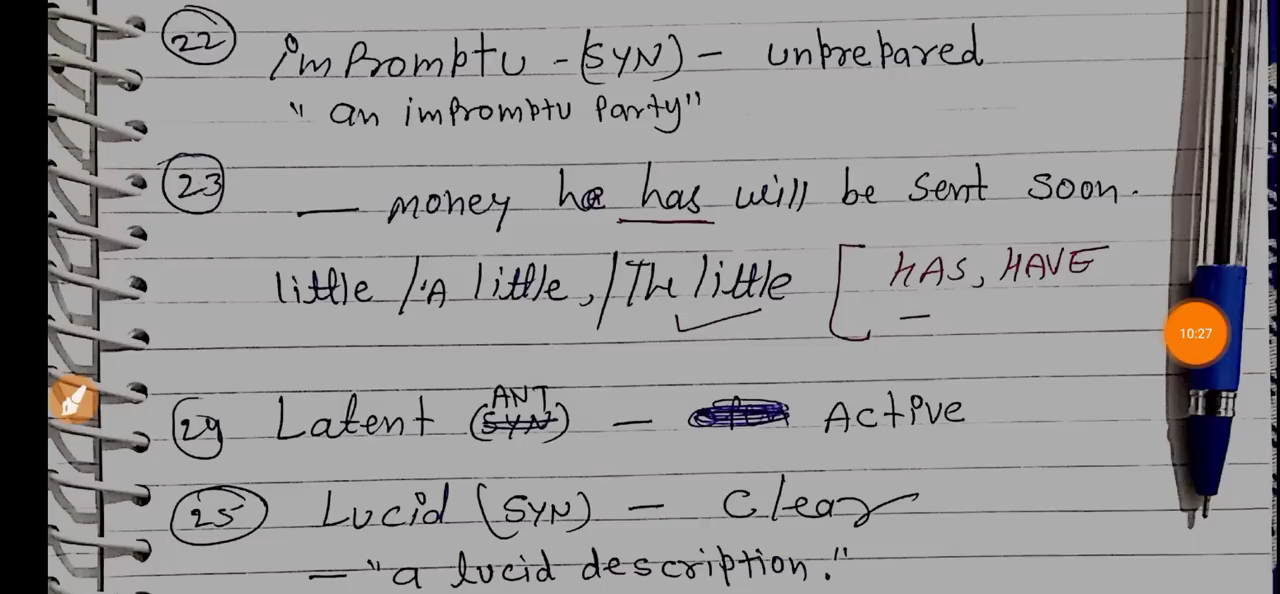 22 Impromptu - (SYN) - unprepared
"an impromptu party"
23 — money he has will be sent soon.
little / A little, / The little [ HAS, HAVE
—
10:27
24 Latent (ANT) - Active
25 Lucid (SYN) - Clear
— "a lucid description."